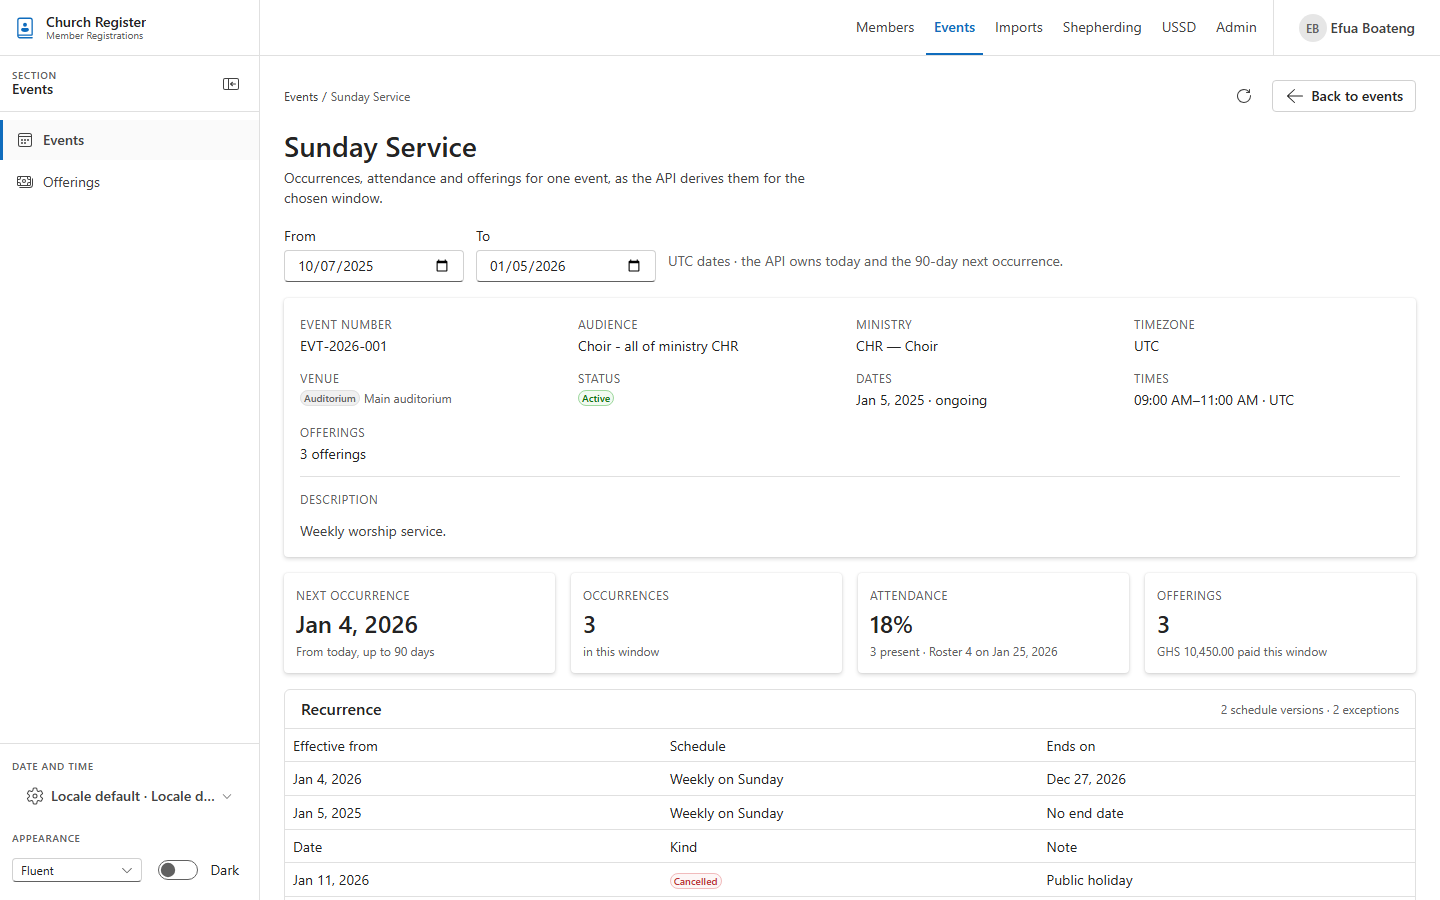 Church Register
Member Registrations
Members
Events
Imports
Shepherding
USSD
Admin
EB
Efua Boateng
SECTION
Events
Events
Offerings
Events / Sunday Service
Back to events
Sunday Service
Occurrences, attendance and offerings for one event, as the API derives them for the
chosen window.
From
To
10/07/2025
01/05/2026
UTC dates · the API owns today and the 90-day next occurrence.
EVENT NUMBER
EVT-2026-001
AUDIENCE
Choir - all of ministry CHR
MINISTRY
CHR — Choir
TIMEZONE
UTC
VENUE
Auditorium Main auditorium
STATUS
Active
DATES
Jan 5, 2025 · ongoing
TIMES
09:00 AM–11:00 AM · UTC
OFFERINGS
3 offerings
DESCRIPTION
Weekly worship service.
NEXT OCCURRENCE
Jan 4, 2026
From today, up to 90 days
OCCURRENCES
3
in this window
ATTENDANCE
18%
3 present · Roster 4 on Jan 25, 2026
OFFERINGS
3
GHS 10,450.00 paid this window
Recurrence
2 schedule versions · 2 exceptions
Effective from
Schedule
Ends on
Jan 4, 2026
Weekly on Sunday
Dec 27, 2026
Jan 5, 2025
Weekly on Sunday
No end date
Date
Kind
Note
Jan 11, 2026
Cancelled
Public holiday
DATE AND TIME
Locale default · Locale d...
APPEARANCE
Fluent
Dark